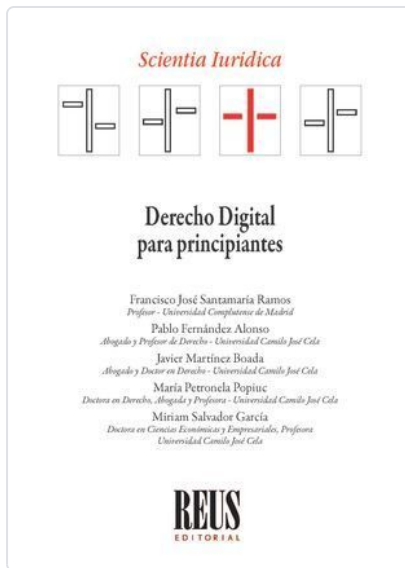 Scientia Iuridica
Derecho Digital
para principiantes
Francisco José Santamaría Ramos
Profesor - Universidad Complutense de Madrid
Pablo Fernández Alonso
Abogado y Profesor de Derecho - Universidad Camilo José Cela
Javier Martínez Boada
Abogado y Doctor en Derecho - Universidad Camilo José Cela
María Petronela Popiuc
Doctora en Derecho, Abogada y Profesora - Universidad Camilo José Cela
Miriam Salvador García
Doctora en Ciencias Económicas y Empresariales, Profesora
Universidad Camilo José Cela
REUS
EDITORIAL